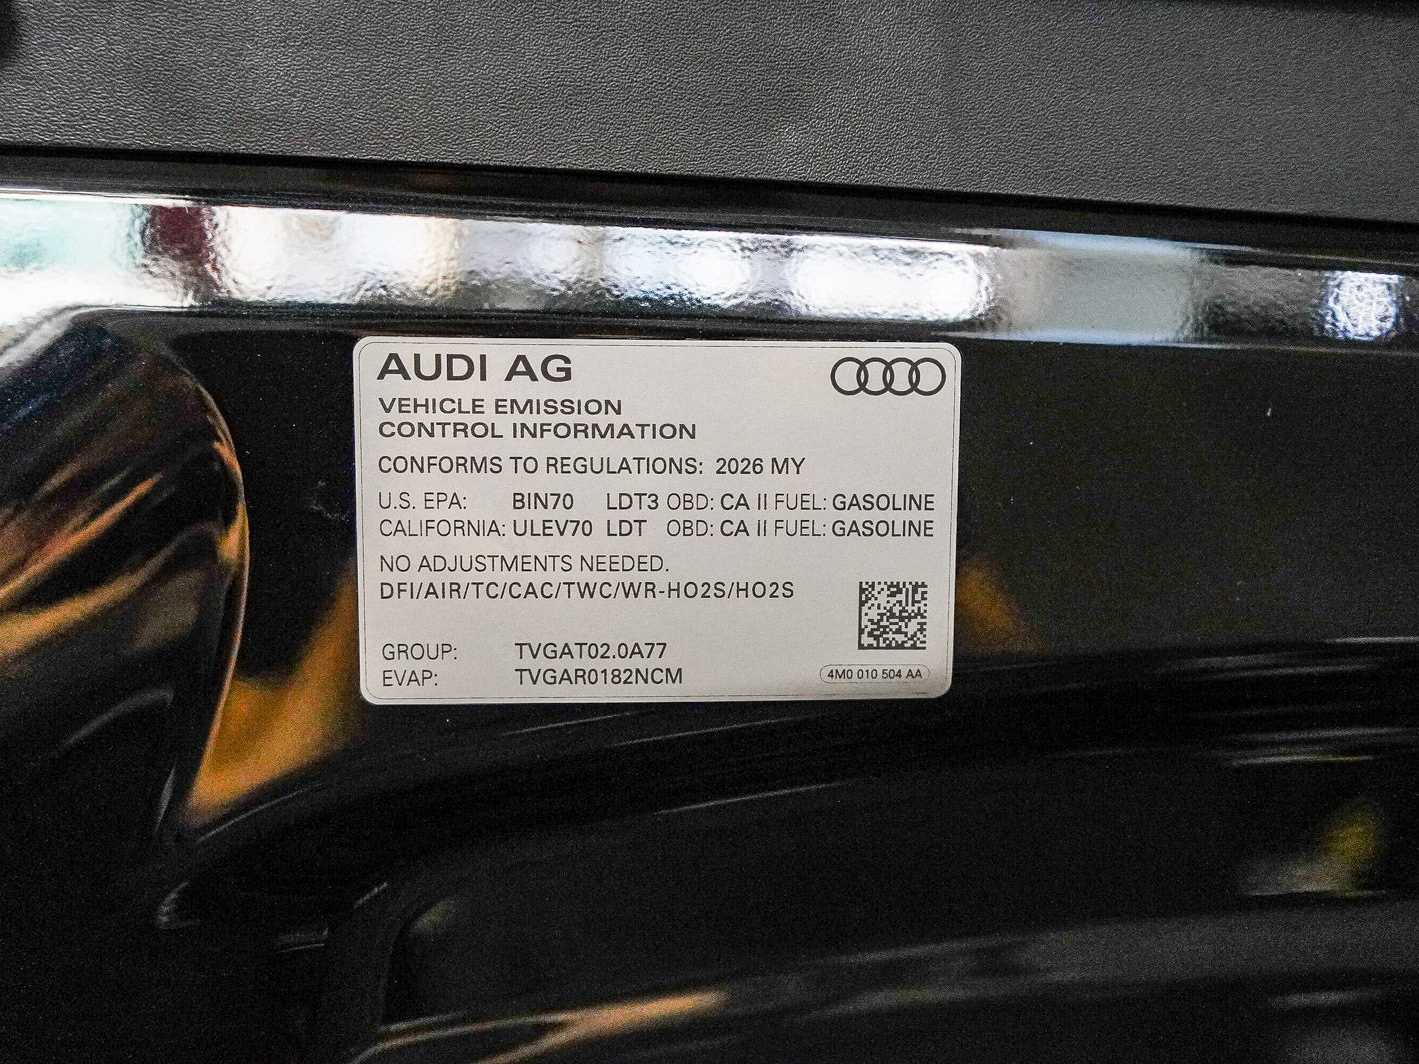 AUDI AG
VEHICLE EMISSION
CONTROL INFORMATION
CONFORMS TO REGULATIONS: 2026 MY
U.S. EPA: BIN70 LDT3 OBD: CA II FUEL: GASOLINE
CALIFORNIA: ULEV70 LDT OBD: CA II FUEL: GASOLINE
NO ADJUSTMENTS NEEDED.
DFI/AIR/TC/CAC/TWC/WR-HO2S/HO2S
GROUP: TVGAT02.0A77
EVAP: TVGAR0182NCM
4M0 010 504 AA